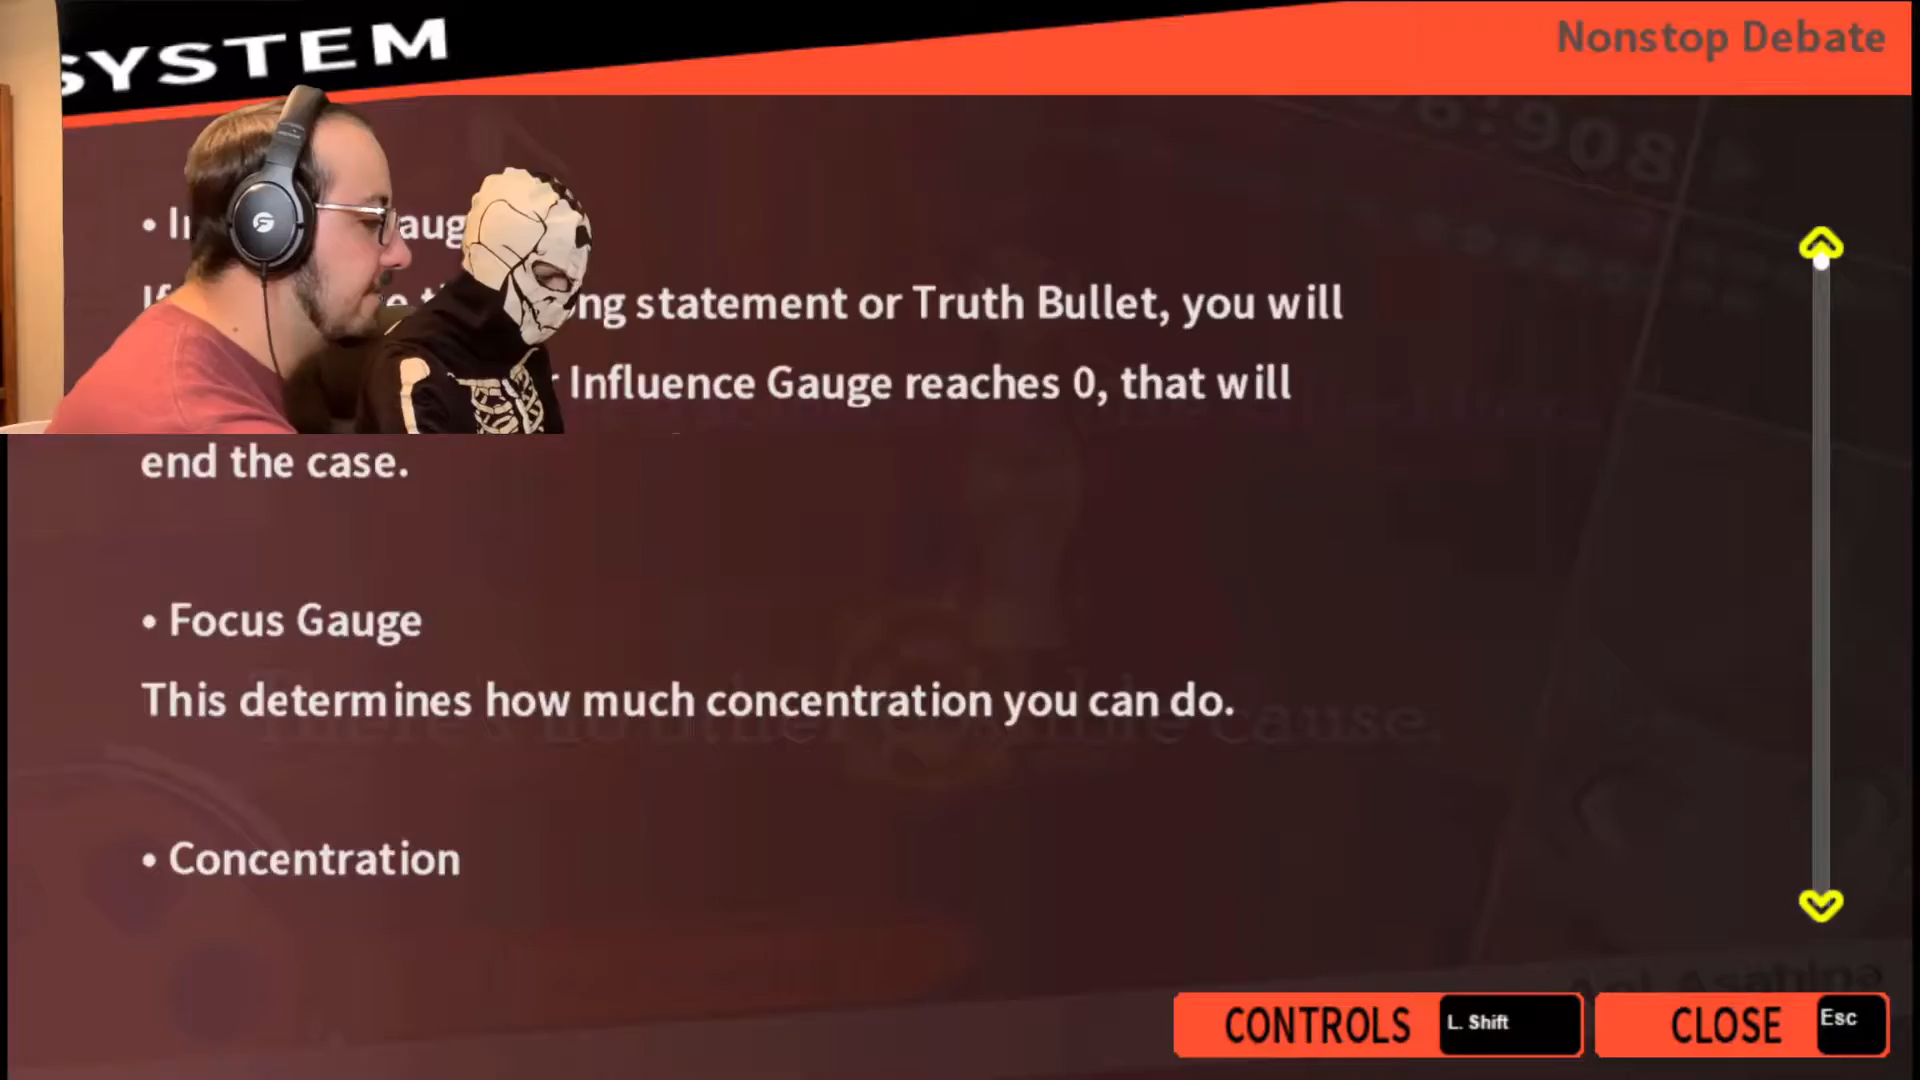 SYSTEM
Nonstop Debate
ng statement or Truth Bullet, you will
Influence Gauge reaches 0, that will
end the case.
• Focus Gauge
This determines how much concentration you can do.
• Concentration
CONTROLS L. Shift CLOSE Esc